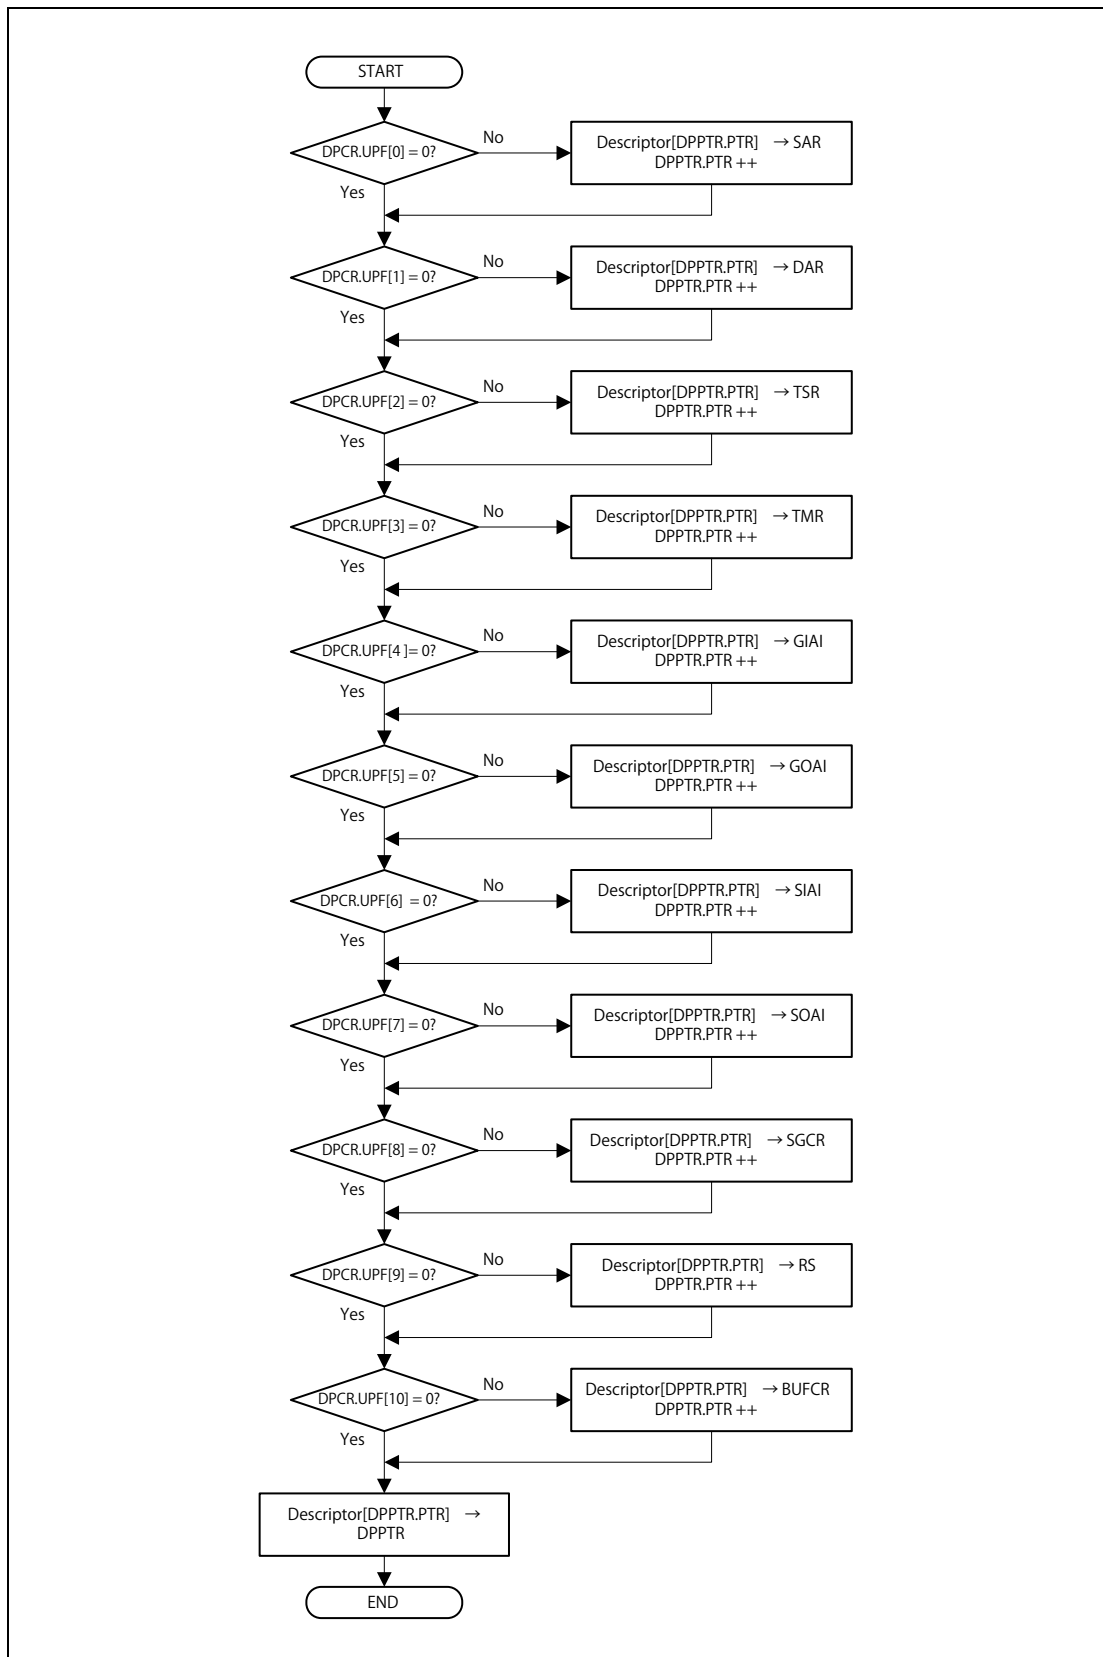 START
DPCR.UPF[0] = 0?
No
Descriptor[DPPTR.PTR] → SAR
DPPTR.PTR ++
Yes
DPCR.UPF[1] = 0?
No
Descriptor[DPPTR.PTR] → DAR
DPPTR.PTR ++
Yes
DPCR.UPF[2] = 0?
No
Descriptor[DPPTR.PTR] → TSR
DPPTR.PTR ++
Yes
DPCR.UPF[3] = 0?
No
Descriptor[DPPTR.PTR] → TMR
DPPTR.PTR ++
Yes
DPCR.UPF[4 ]= 0?
No
Descriptor[DPPTR.PTR] → GIAI
DPPTR.PTR ++
Yes
DPCR.UPF[5] = 0?
No
Descriptor[DPPTR.PTR] → GOAI
DPPTR.PTR ++
Yes
DPCR.UPF[6] = 0?
No
Descriptor[DPPTR.PTR] → SIAI
DPPTR.PTR ++
Yes
DPCR.UPF[7] = 0?
No
Descriptor[DPPTR.PTR] → SOAI
DPPTR.PTR ++
Yes
DPCR.UPF[8] = 0?
No
Descriptor[DPPTR.PTR] → SGCR
DPPTR.PTR ++
Yes
DPCR.UPF[9] = 0?
No
Descriptor[DPPTR.PTR] → RS
DPPTR.PTR ++
Yes
DPCR.UPF[10] = 0?
No
Descriptor[DPPTR.PTR] → BUFCR
DPPTR.PTR ++
Yes
Descriptor[DPPTR.PTR] →
DPPTR
END